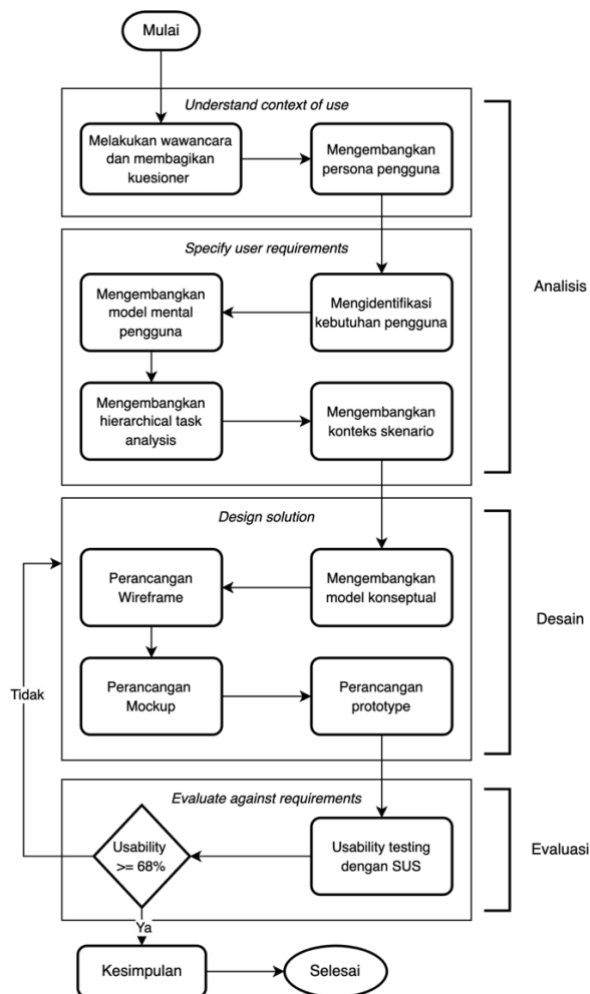 Mulai
Understand context of use
Melakukan wawancara
dan membagikan
kuesioner
Mengembangkan
persona pengguna
Specify user requirements
Mengidentifikasi
kebutuhan pengguna
Mengembangkan
model mental
pengguna
Mengembangkan
hierarchical task
analysis
Mengembangkan
konteks skenario
Analisis
Design solution
Mengembangkan
model konseptual
Perancangan
Wireframe
Perancangan
Mockup
Perancangan
prototype
Desain
Tidak
Evaluate against requirements
Usability testing
dengan SUS
Usability
>= 68%
Evaluasi
Ya
Kesimpulan
Selesai